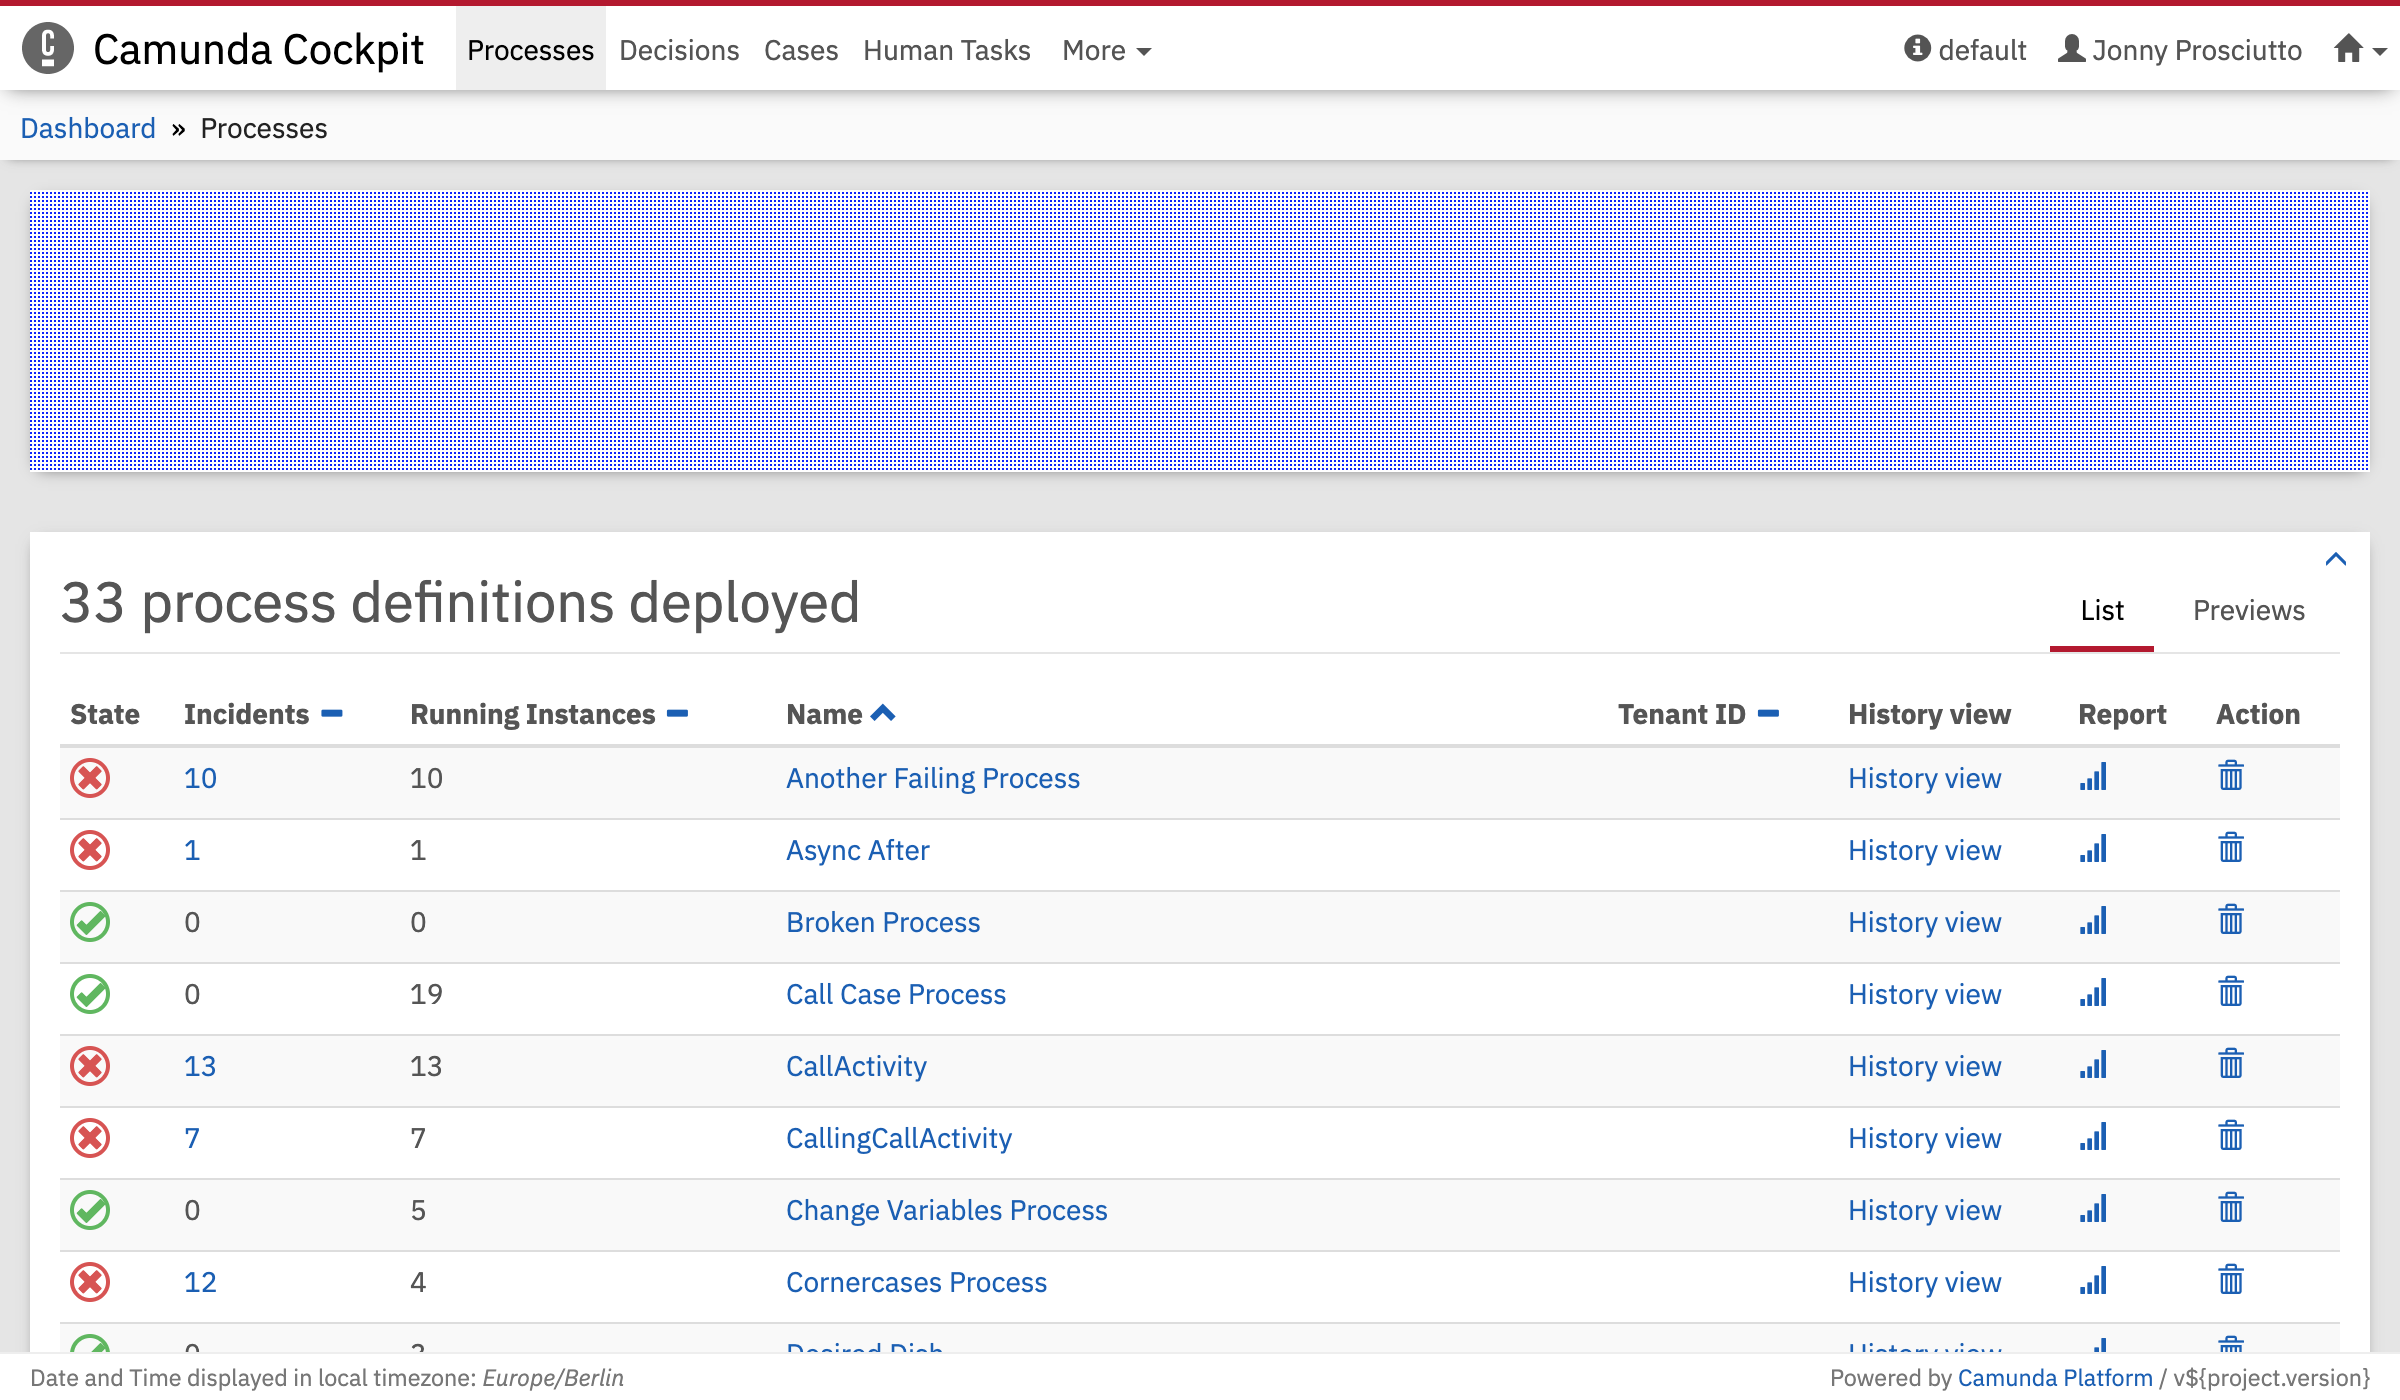 Camunda Cockpit Processes Decisions Cases Human Tasks More default Jonny Prosciutto
Dashboard » Processes
33 process definitions deployed
List Previews
State Incidents Running Instances Name Tenant ID History view Report Action
10 10 Another Failing Process History view
1 1 Async After History view
0 0 Broken Process History view
0 19 Call Case Process History view
13 13 CallActivity History view
7 7 CallingCallActivity History view
0 5 Change Variables Process History view
12 4 Cornercases Process History view
Desired Dish History view
Date and Time displayed in local timezone: Europe/Berlin
Powered by Camunda Platform / v${project.version}